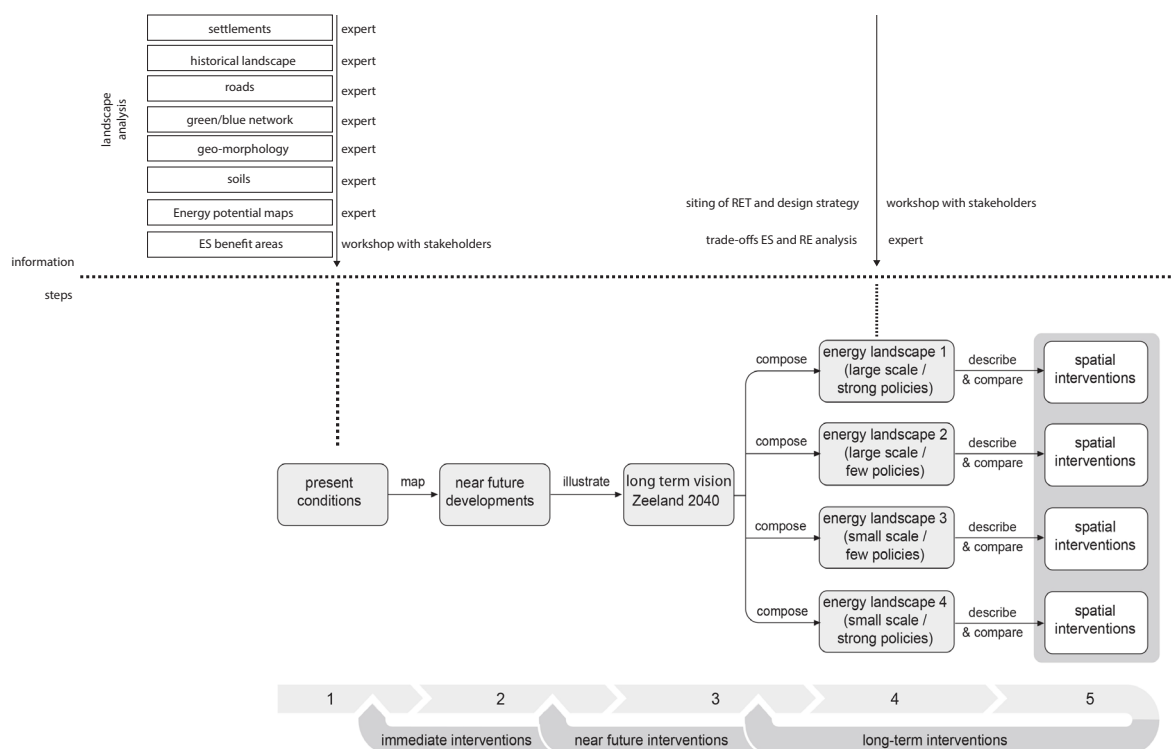 settlements
expert
historical landscape
expert
roads
expert
green/blue network
expert
geo-morphology
expert
soils
expert
Energy potential maps
expert
ES benefit areas
workshop with stakeholders
landscape
analysis
siting of RET and design strategy
workshop with stakeholders
trade-offs ES and RE analysis
expert
information
steps
present
conditions
map
near future
developments
illustrate
long term vision
Zeeland 2040
compose
energy landscape 1
(large scale /
strong policies)
describe
& compare
spatial
interventions
compose
energy landscape 2
(large scale /
few policies)
describe
& compare
spatial
interventions
compose
energy landscape 3
(small scale /
few policies)
describe
& compare
spatial
interventions
compose
energy landscape 4
(small scale /
strong policies)
describe
& compare
spatial
interventions
1
2
3
4
5
immediate interventions
near future interventions
long-term interventions